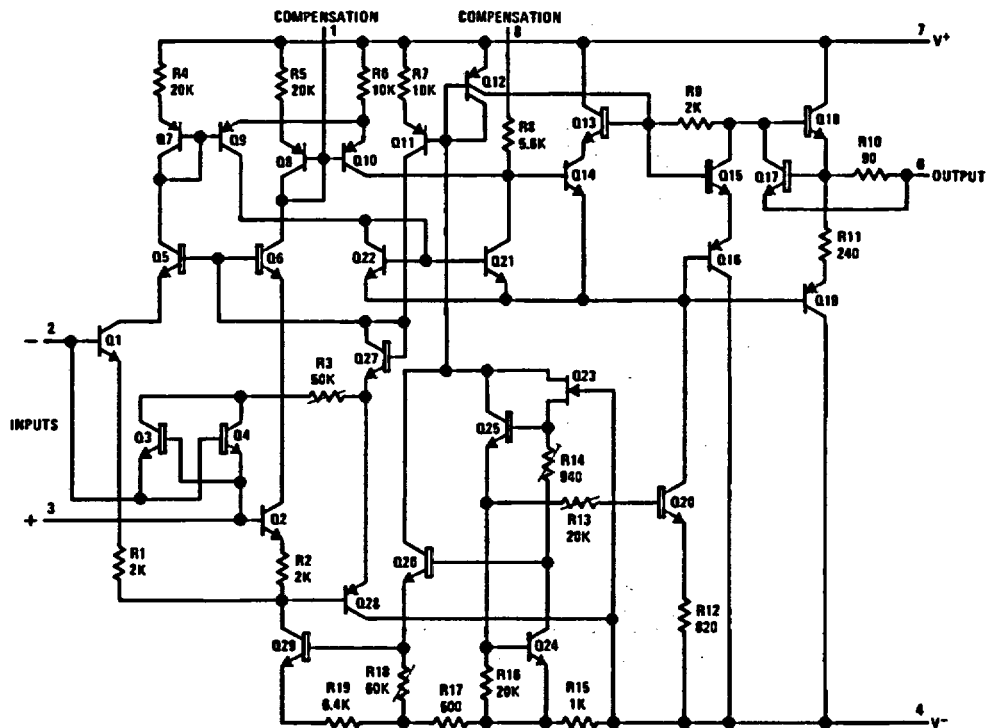 COMPENSATION
1
COMPENSATION
8
7 V+
R4
20K
R5
20K
R6
10K
R7
10K
Q12
R8
5.6K
Q13
R9
2K
Q18
R10
90
6
OUTPUT
Q7
Q9
Q8
Q10
Q11
Q14
Q15
Q17
R11
240
Q5
Q6
Q22
Q21
Q16
Q19
2
-
Q1
Q27
R3
50K
Q23
INPUTS
Q3
Q4
Q25
R14
940
3
+
Q2
R13
20K
Q20
R1
2K
R2
2K
Q26
Q28
R12
820
Q29
R18
60K
Q24
R16
20K
R19
6.4K
R17
500
R15
1K
4
V-